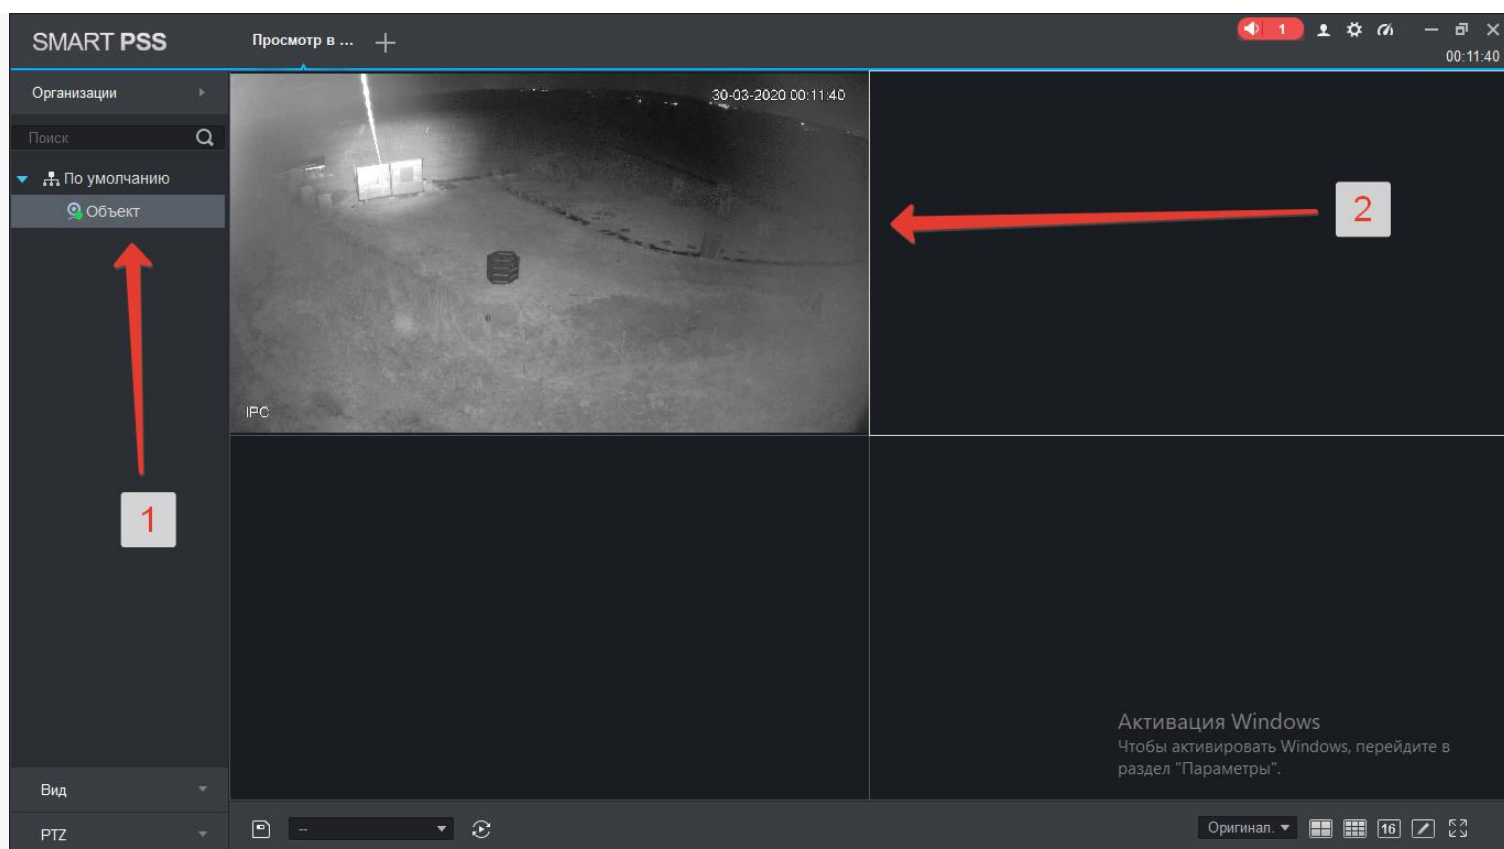 SMART PSS
Просмотр в ...
1
00:11:40
Организации
Поиск
По умолчанию
Объект
30-03-2020 00:11:40
IPC
1
2
Активация Windows
Чтобы активировать Windows, перейдите в
раздел "Параметры".
Вид
PTZ
--
Оригинал.
16